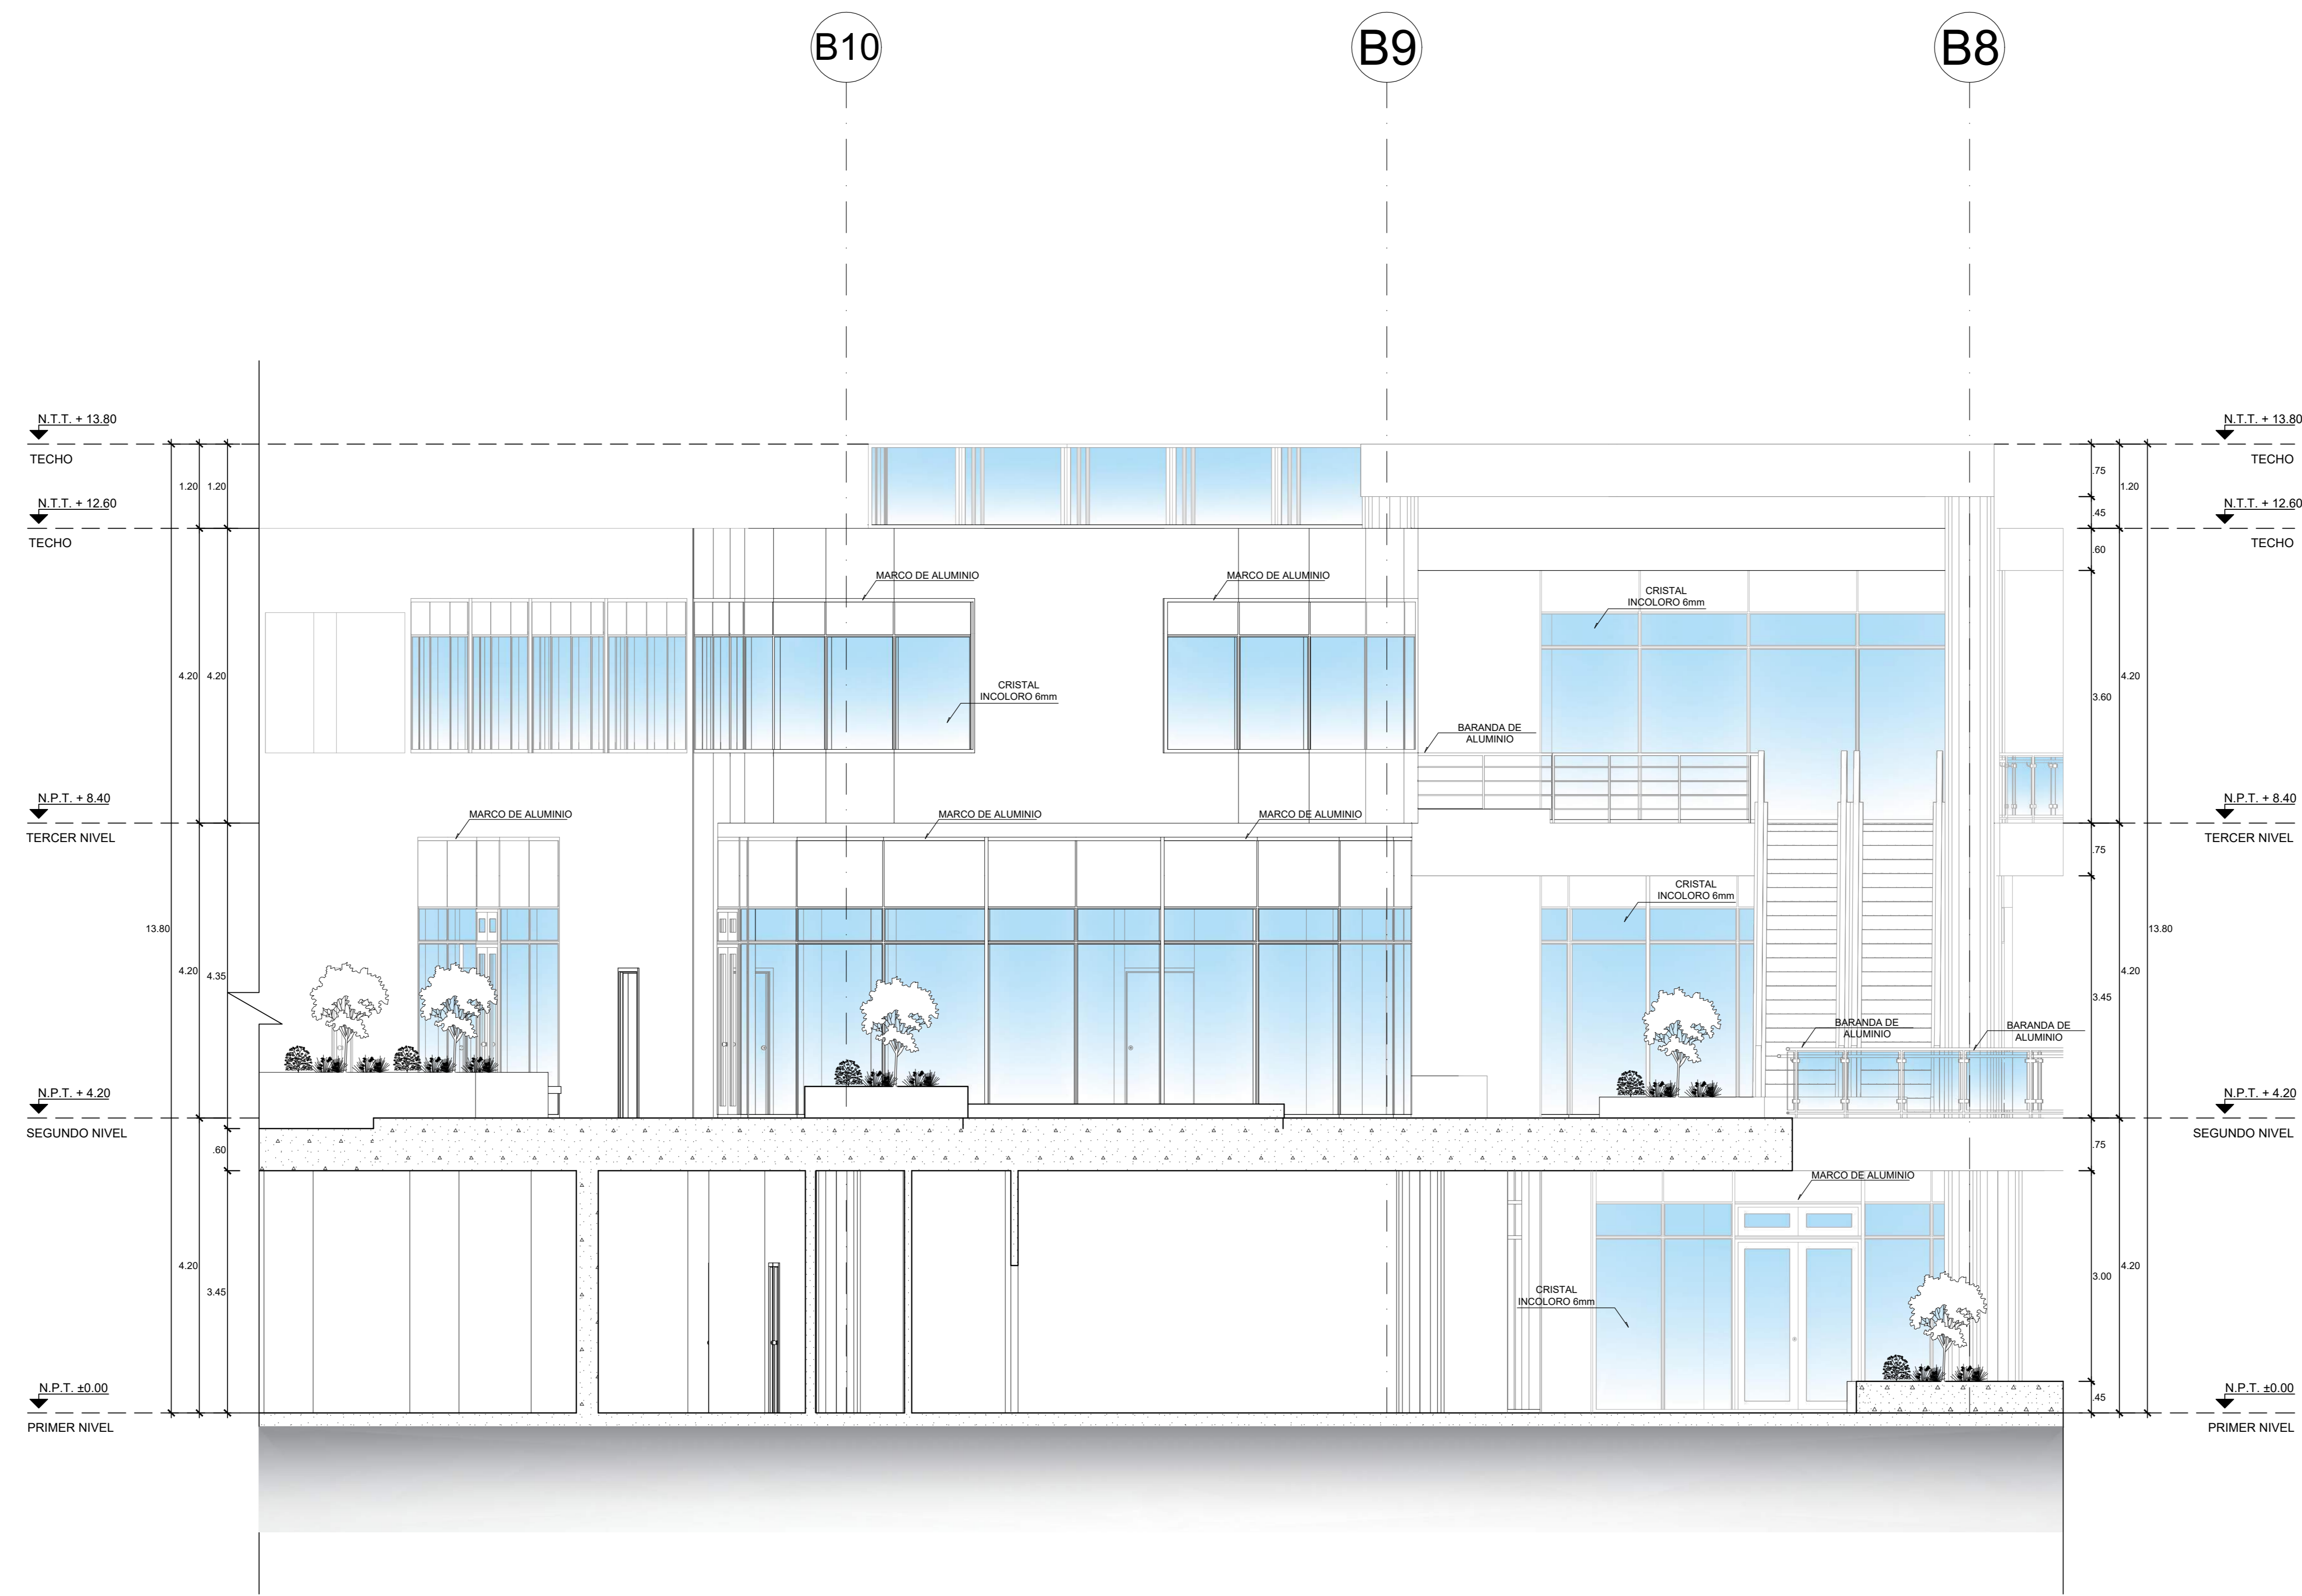 B10
B9
B8
N.T.T. + 13.80
N.T.T. + 13.80
TECHO
TECHO
.75
1.20
1.20
1.20
N.T.T. + 12.60
N.T.T. + 12.60
.45
TECHO
TECHO
.60
MARCO DE ALUMINIO
MARCO DE ALUMINIO
CRISTAL
INCOLORO 6mm
4.20
4.20
4.20
CRISTAL
INCOLORO 6mm
3.60
BARANDA DE
ALUMINIO
N.P.T. + 8.40
N.P.T. + 8.40
MARCO DE ALUMINIO
MARCO DE ALUMINIO
MARCO DE ALUMINIO
TERCER NIVEL
TERCER NIVEL
.75
CRISTAL
INCOLORO 6mm
13.80
13.80
4.20
4.35
4.20
3.45
BARANDA DE
ALUMINIO
BARANDA DE
ALUMINIO
N.P.T. + 4.20
N.P.T. + 4.20
SEGUNDO NIVEL
SEGUNDO NIVEL
.60
.75
MARCO DE ALUMINIO
4.20
4.20
3.45
3.00
CRISTAL
INCOLORO 6mm
N.P.T. ±0.00
N.P.T. ±0.00
.45
PRIMER NIVEL
PRIMER NIVEL